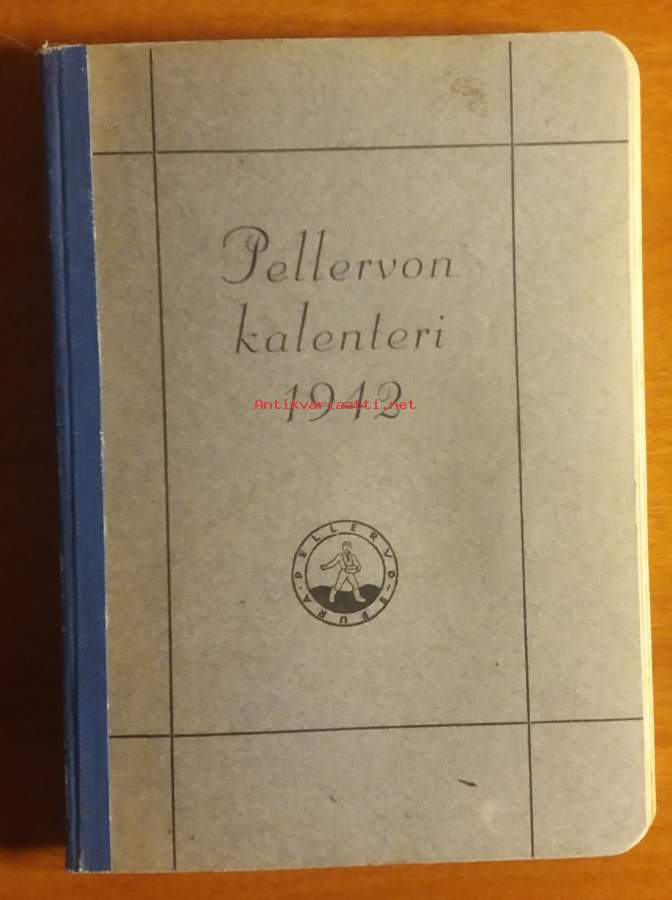 Pellervon
kalenteri
1942
Antikvariaatti.net
PELLERVO-SEURA